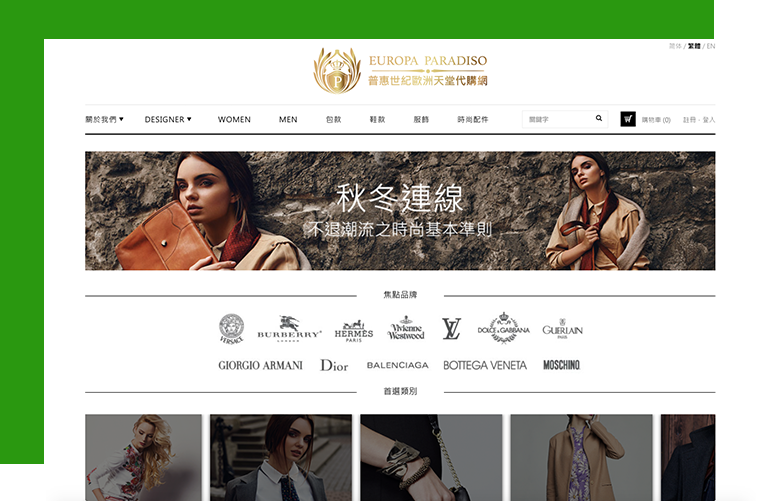 简体 / 繁體 / EN
EUROPA PARADISO
普惠世紀歐洲天堂代購網
P
關於我們 ▼ DESIGNER ▼ WOMEN MEN 包款 鞋款 服飾 時尚配件 關鍵字 購物車 (0) 註冊 · 登入
秋冬連線
不退潮流之時尚基本準則
焦點品牌
VERSACE BURBERRY HERMÈS PARIS Vivienne Westwood LV DOLCE & GABBANA GUERLAIN PARIS
GIORGIO ARMANI Dior BALENCIAGA BOTTEGA VENETA MOSCHINO
首選類別